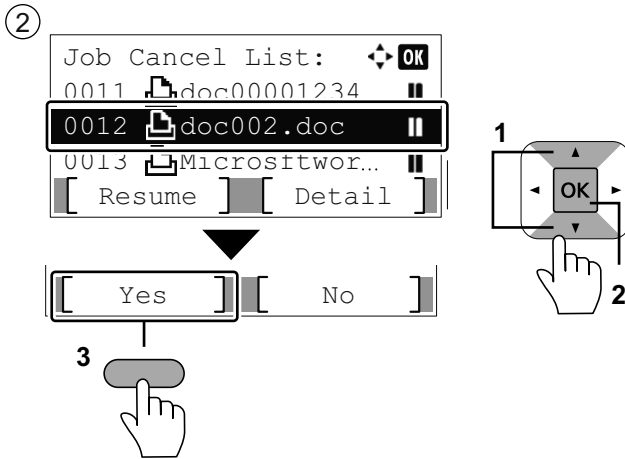 2
Job Cancel List: OK
0011 doc00001234
0012 doc002.doc
0013 Microsftwor…
[ Resume ] [ Detail ]
1
OK
2
[ Yes ] [ No ]
3